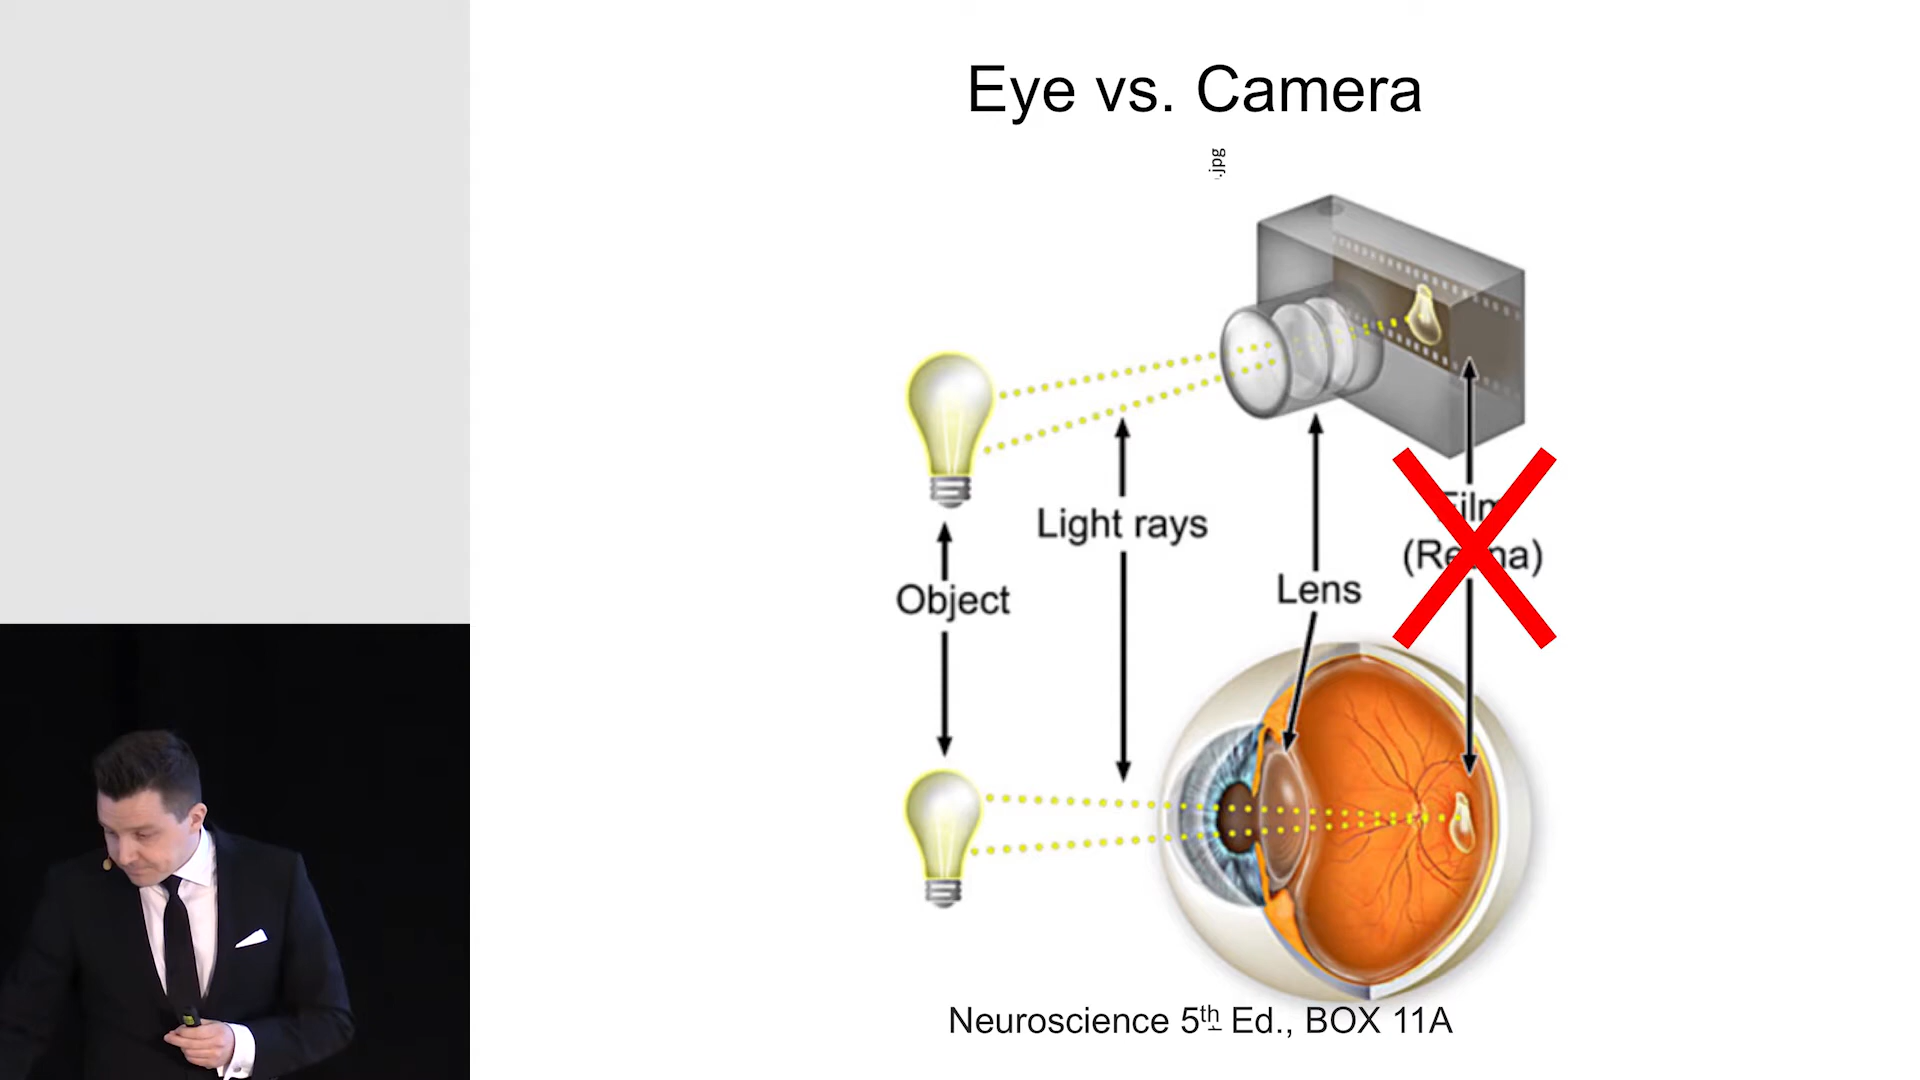 Eye vs. Camera
.jpg
Light rays
Object
Lens
Film
(Retina)
Neuroscience 5th Ed., BOX 11A